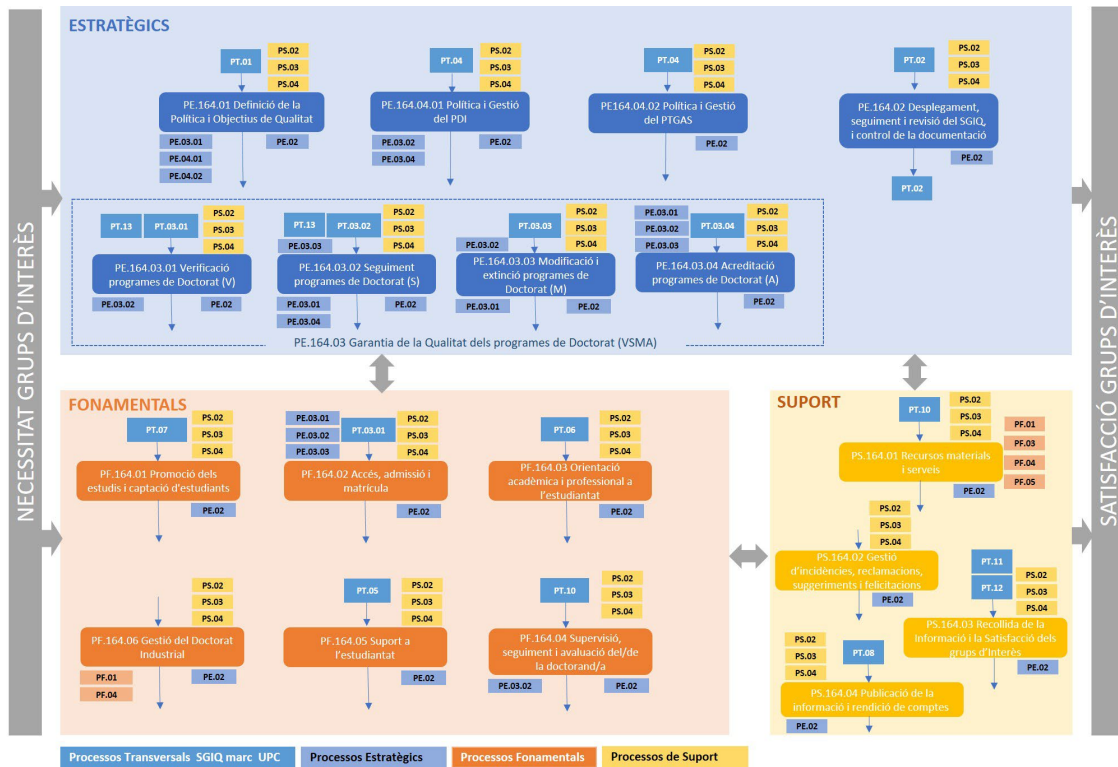 NECESSITAT GRUPS D'INTERÈS
ESTRATÈGICS
PT.01
PS.02
PS.03
PS.04
PE.164.01 Definició de la
Política i Objectius de Qualitat
PE.03.01
PE.04.01
PE.04.02
PE.02
PT.04
PS.02
PS.03
PS.04
PE.164.04.01 Política i Gestió
del PDI
PE.03.02
PE.03.04
PE.02
PT.04
PS.02
PS.03
PS.04
PE164.04.02 Política i Gestió
del PTGAS
PE.02
PT.02
PS.02
PS.03
PS.04
PE.164.02 Desplegament,
seguiment i revisió del SGIQ,
i control de la documentació
PE.02
PT.02
PT.13
PT.03.01
PS.02
PS.03
PS.04
PE.164.03.01 Verificació
programes de Doctorat (V)
PE.03.02
PE.02
PT.13
PE.03.03
PT.03.02
PS.02
PS.03
PS.04
PE.164.03.02 Seguiment
programes de Doctorat (S)
PE.03.01
PE.03.04
PE.02
PE.03.02
PT.03.03
PS.02
PS.03
PS.04
PE.164.03.03 Modificació i
extinció programes de
Doctorat (M)
PE.03.01
PE.02
PE.03.01
PE.03.02
PE.03.03
PT.03.04
PS.02
PS.03
PS.04
PE.164.03.04 Acreditació
programes de Doctorat (A)
PE.02
PE.164.03 Garantia de la Qualitat dels programes de Doctorat (VSMA)
FONAMENTALS
PT.07
PS.02
PS.03
PS.04
PF.164.01 Promoció dels
estudis i captació d'estudiants
PE.02
PE.03.01
PE.03.02
PE.03.03
PT.03.01
PS.02
PS.03
PS.04
PF.164.02 Accés, admissió i
matrícula
PE.02
PT.06
PS.02
PS.03
PS.04
PF.164.03 Orientació
acadèmica i professional a
l'estudiantat
PE.02
PS.02
PS.03
PS.04
PF.164.06 Gestió del Doctorat
Industrial
PF.01
PF.04
PE.02
PT.05
PS.02
PS.03
PS.04
PF.164.05 Suport a
l'estudiantat
PE.02
PT.10
PS.02
PS.03
PS.04
PF.164.04 Supervisió,
seguiment i avaluació del/de
la doctorand/a
PE.03.02
PE.02
SUPORT
PT.10
PS.02
PS.03
PS.04
PF.01
PF.03
PF.04
PF.05
PS.164.01 Recursos materials
i serveis
PE.02
PS.02
PS.03
PS.04
PS.164.02 Gestió
d'incidències, reclamacions,
suggeriments i felicitacions
PE.02
PT.11
PT.12
PS.02
PS.03
PS.04
PS.164.03 Recollida de la
Informació i la Satisfacció dels
grups d'Interès
PE.02
PS.02
PS.03
PS.04
PT.08
PS.164.04 Publicació de la
informació i rendició de comptes
PE.02
SATISFACCIÓ GRUPS D'INTERÈS
Processos Transversals SGIQ marc UPC
Processos Estratègics
Processos Fonamentals
Processos de Suport